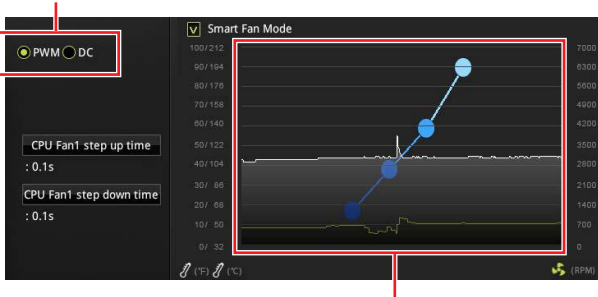 V Smart Fan Mode
PWM DC
100/212 7000
90/194 6300
80/176 5600
70/158 4900
60/140 4200
50/122 3500
40/104 2800
30/ 86 2100
20/ 68 1400
10/ 50 700
0/ 32 0
CPU Fan1 step up time
: 0.1s
CPU Fan1 step down time
: 0.1s
(°F) (°C) (RPM)